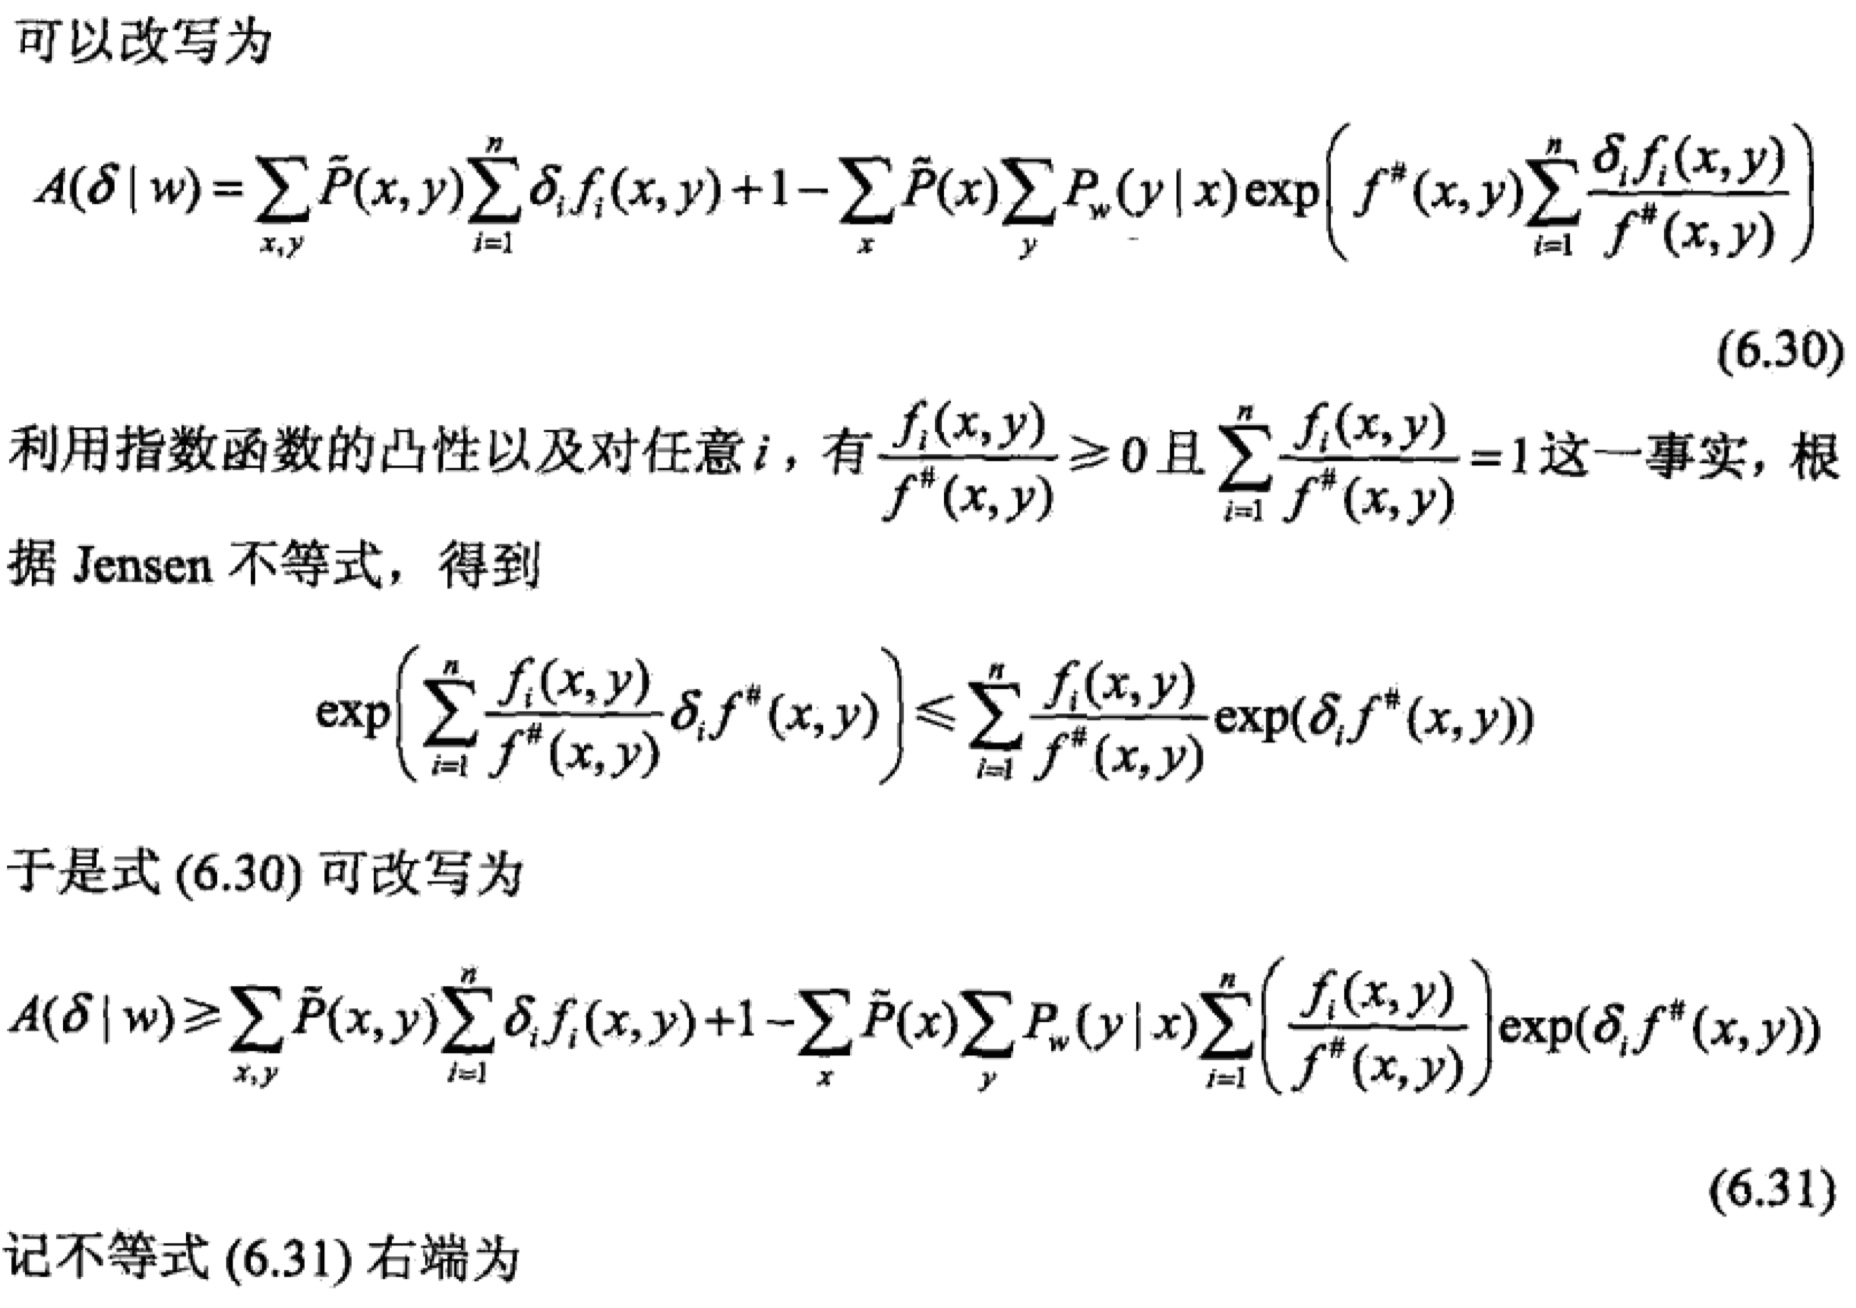 可以改写为
$A(\delta|w)=\sum_{x,y}\tilde{P}(x,y)\sum_{i=1}^{n}\delta_i f_i(x,y)+1-\sum_{x}\tilde{P}(x)\sum_{y}P_w(y|x)\exp\left(f^{\#}(x,y)\sum_{i=1}^{n}\frac{\delta_i f_i(x,y)}{f^{\#}(x,y)}\right)$
(6.30)
利用指数函数的凸性以及对任意 $i$，有 $\frac{f_i(x,y)}{f^{\#}(x,y)}\geqslant 0$ 且 $\sum_{i=1}^{n}\frac{f_i(x,y)}{f^{\#}(x,y)}=1$ 这一事实，根
据 Jensen 不等式，得到
$\exp\left(\sum_{i=1}^{n}\frac{f_i(x,y)}{f^{\#}(x,y)}\delta_i f^{\#}(x,y)\right)\leqslant\sum_{i=1}^{n}\frac{f_i(x,y)}{f^{\#}(x,y)}\exp(\delta_i f^{\#}(x,y))$
于是式 (6.30) 可改写为
$A(\delta|w)\geqslant\sum_{x,y}\tilde{P}(x,y)\sum_{i=1}^{n}\delta_i f_i(x,y)+1-\sum_{x}\tilde{P}(x)\sum_{y}P_w(y|x)\sum_{i=1}^{n}\left(\frac{f_i(x,y)}{f^{\#}(x,y)}\right)\exp(\delta_i f^{\#}(x,y))$
(6.31)
记不等式 (6.31) 右端为